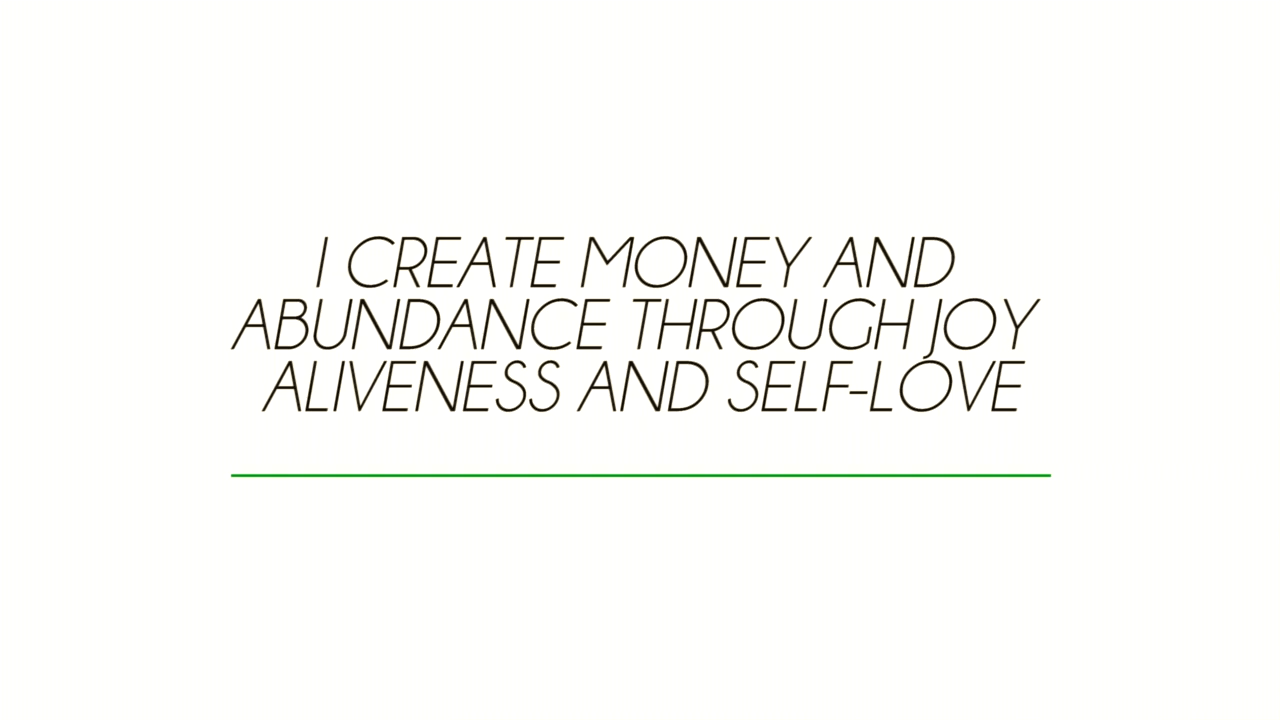 I CREATE MONEY AND
ABUNDANCE THROUGH JOY
ALIVENESS AND SELF-LOVE